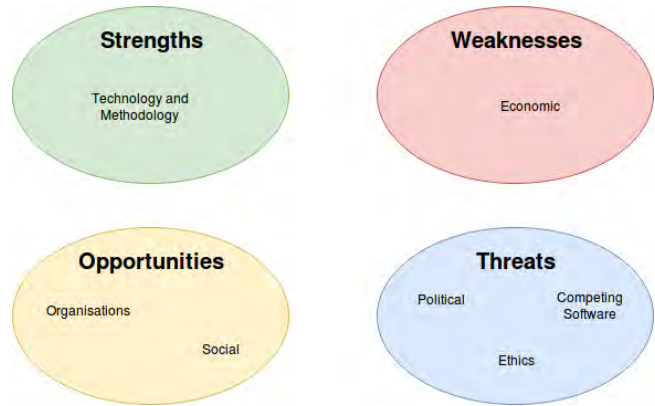 Strengths
Technology and
Methodology
Weaknesses
Economic
Opportunities
Organisations
Social
Threats
Political
Competing
Software
Ethics